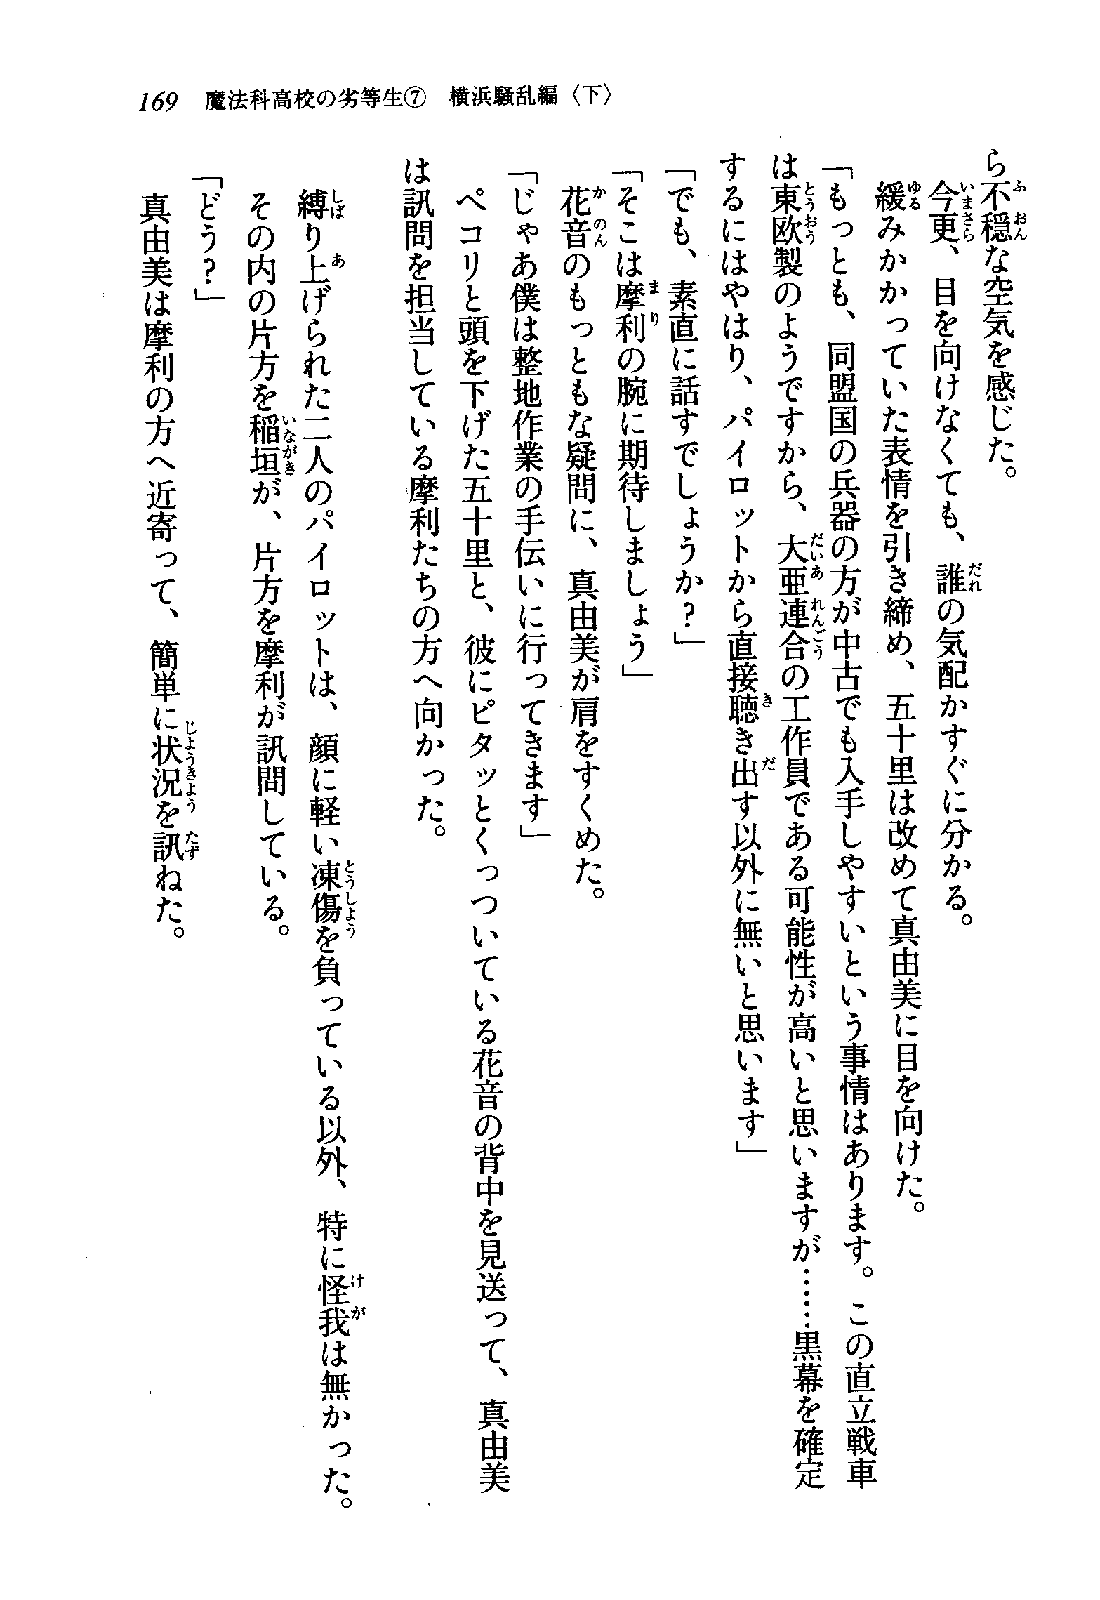 169　魔法科高校の劣等生⑦　横浜騒乱編〈下〉
ら不穏な空気を感じた。
　今更、目を向けなくても、誰の気配かすぐに分かる。
　緩みかかっていた表情を引き締め、五十里は改めて真由美に目を向けた。
「もっとも、同盟国の兵器の方が中古でも入手しやすいという事情はあります。この直立戦車
は東欧製のようですから、大亜連合の工作員である可能性が高いと思いますが……黒幕を確定
するにはやはり、パイロットから直接聴き出す以外に無いと思います」
「でも、素直に話すでしょうか？」
「そこは摩利の腕に期待しましょう」
　花音のもっともな疑問に、真由美が肩をすくめた。
「じゃあ僕は整地作業の手伝いに行ってきます」
　ペコリと頭を下げた五十里と、彼にピタッとくっついている花音の背中を見送って、真由美
は訊問を担当している摩利たちの方へ向かった。
　縛り上げられた二人のパイロットは、顔に軽い凍傷を負っている以外、特に怪我は無かった。
　その内の片方を稲垣が、片方を摩利が訊問している。
「どう？」
　真由美は摩利の方へ近寄って、簡単に状況を訊ねた。